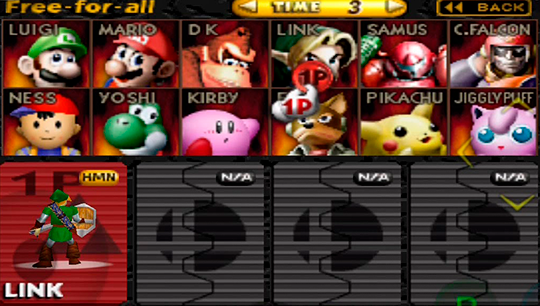 Free-for-all TIME 3 BACK
LUIGI MARIO DK LINK SAMUS C.FALCON
1P
1P
NESS YOSHI KIRBY PIKACHU JIGGLYPUFF
1P HMN N/A N/A N/A
LINK